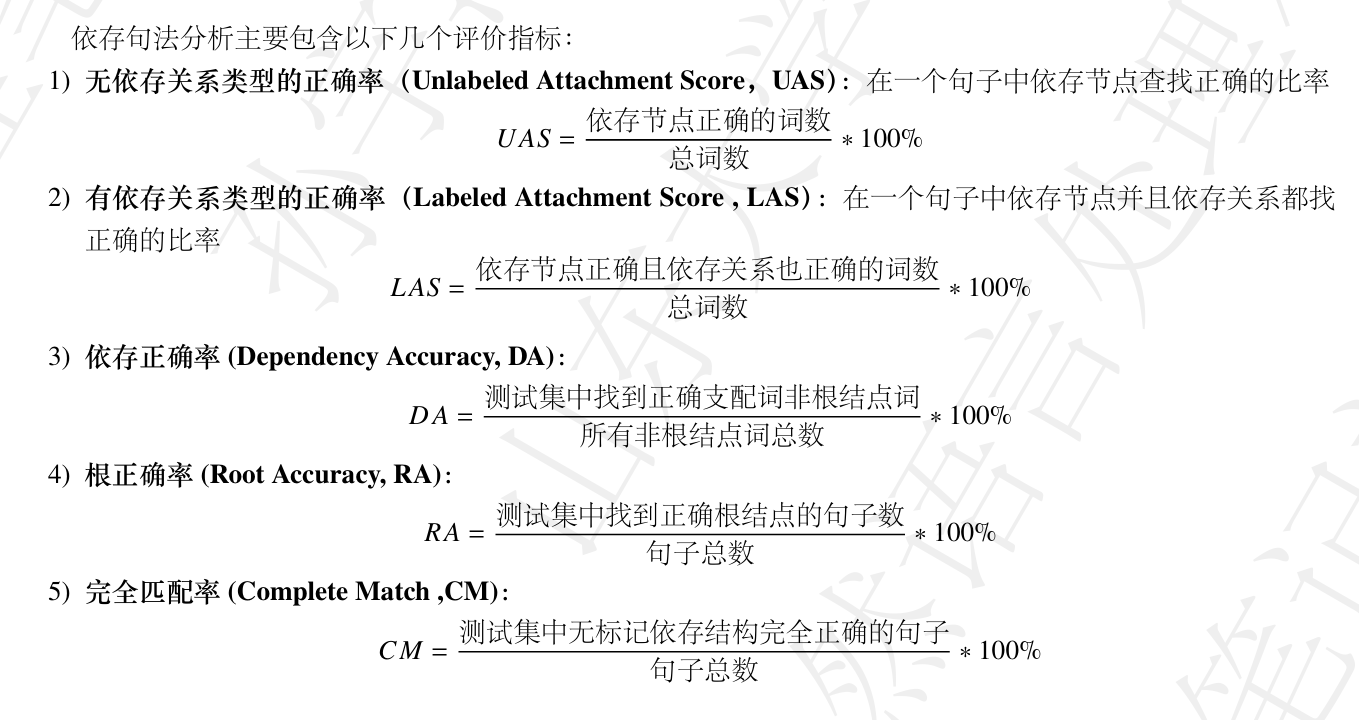 依存句法分析主要包含以下几个评价指标：
1) 无依存关系类型的正确率（Unlabeled Attachment Score，UAS）：在一个句子中依存节点查找正确的比率
UAS = 依存节点正确的词数 / 总词数 ∗ 100%
2) 有依存关系类型的正确率（Labeled Attachment Score , LAS）：在一个句子中依存节点并且依存关系都找
正确的比率
LAS = 依存节点正确且依存关系也正确的词数 / 总词数 ∗ 100%
3) 依存正确率 (Dependency Accuracy, DA)：
DA = 测试集中找到正确支配词非根结点词 / 所有非根结点词总数 ∗ 100%
4) 根正确率 (Root Accuracy, RA)：
RA = 测试集中找到正确根结点的句子数 / 句子总数 ∗ 100%
5) 完全匹配率 (Complete Match ,CM)：
CM = 测试集中无标记依存结构完全正确的句子 / 句子总数 ∗ 100%